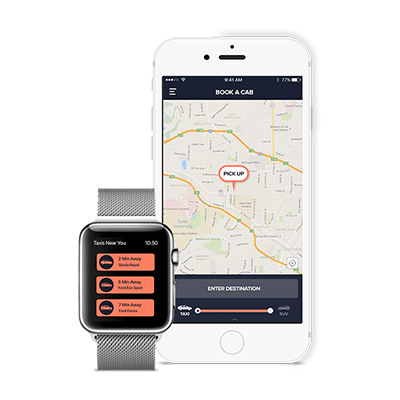 9:41 AM
77%
BOOK A CAB
PICK UP
ENTER DESTINATION
TAXI
SUV
Taxis Near You
10:50
2 Min Away
Skoda Rapid
5 Min Away
Ford Eco Sport
7 Min Away
Ford Fiesta